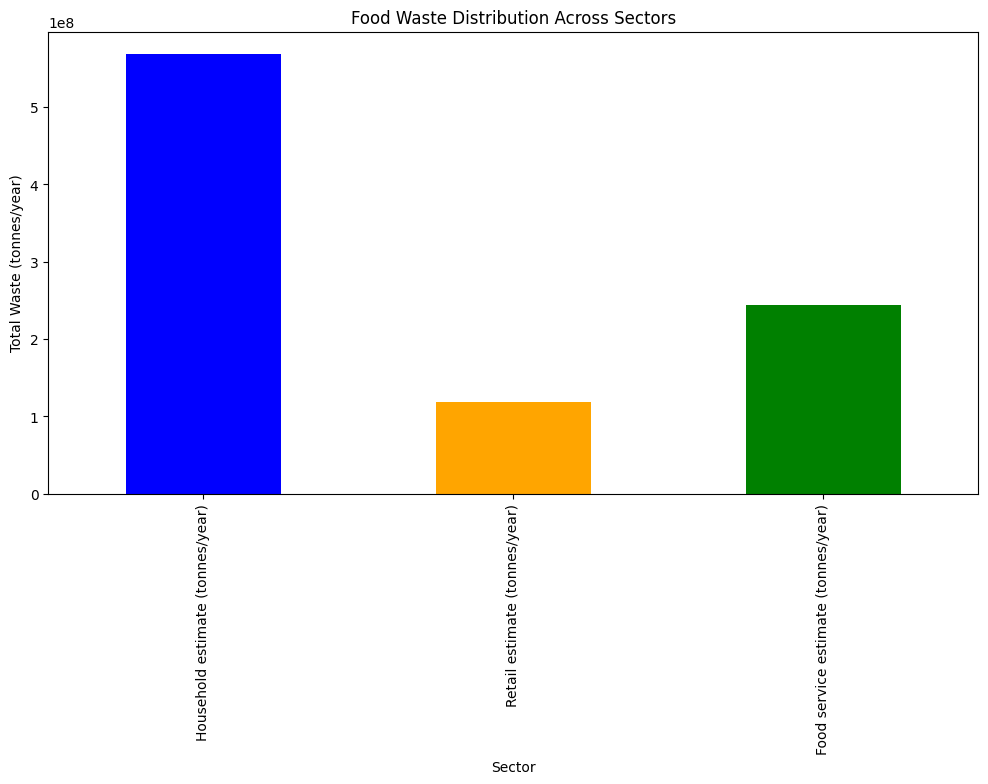 Food Waste Distribution Across Sectors
1e8
Total Waste (tonnes/year)
5
4
3
2
1
0
Household estimate (tonnes/year)
Retail estimate (tonnes/year)
Food service estimate (tonnes/year)
Sector